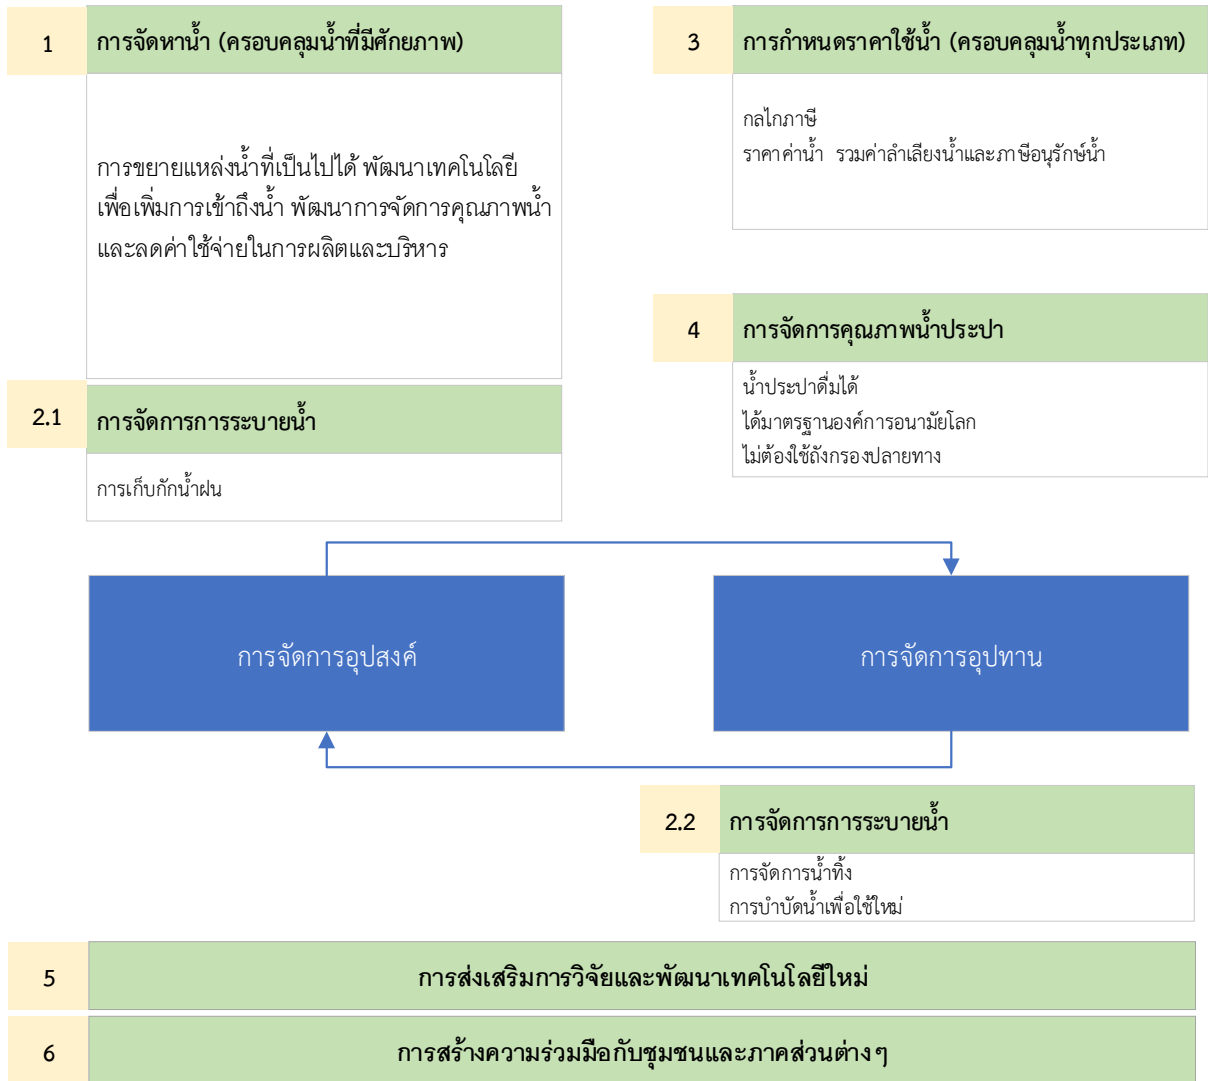 1 การจัดหาน้ำ (ครอบคลุมน้ำที่มีศักยภาพ)
การขยายแหล่งน้ำที่เป็นไปได้ พัฒนาเทคโนโลยี
เพื่อเพิ่มการเข้าถึงน้ำ พัฒนาการจัดการคุณภาพน้ำ
และลดค่าใช้จ่ายในการผลิตและบริหาร
2.1 การจัดการการระบายน้ำ
การเก็บกักน้ำฝน
3 การกำหนดราคาใช้น้ำ (ครอบคลุมน้ำทุกประเภท)
กลไกภาษี
ราคาค่าน้ำ รวมค่าลำเลียงน้ำและภาษีอนุรักษ์น้ำ
4 การจัดการคุณภาพน้ำประปา
น้ำประปาดื่มได้
ได้มาตรฐานองค์การอนามัยโลก
ไม่ต้องใช้ถังกรองปลายทาง
การจัดการอุปสงค์
การจัดการอุปทาน
2.2 การจัดการการระบายน้ำ
การจัดการน้ำทิ้ง
การบำบัดน้ำเพื่อใช้ใหม่
5 การส่งเสริมการวิจัยและพัฒนาเทคโนโลยีใหม่
6 การสร้างความร่วมมือกับชุมชนและภาคส่วนต่างๆ